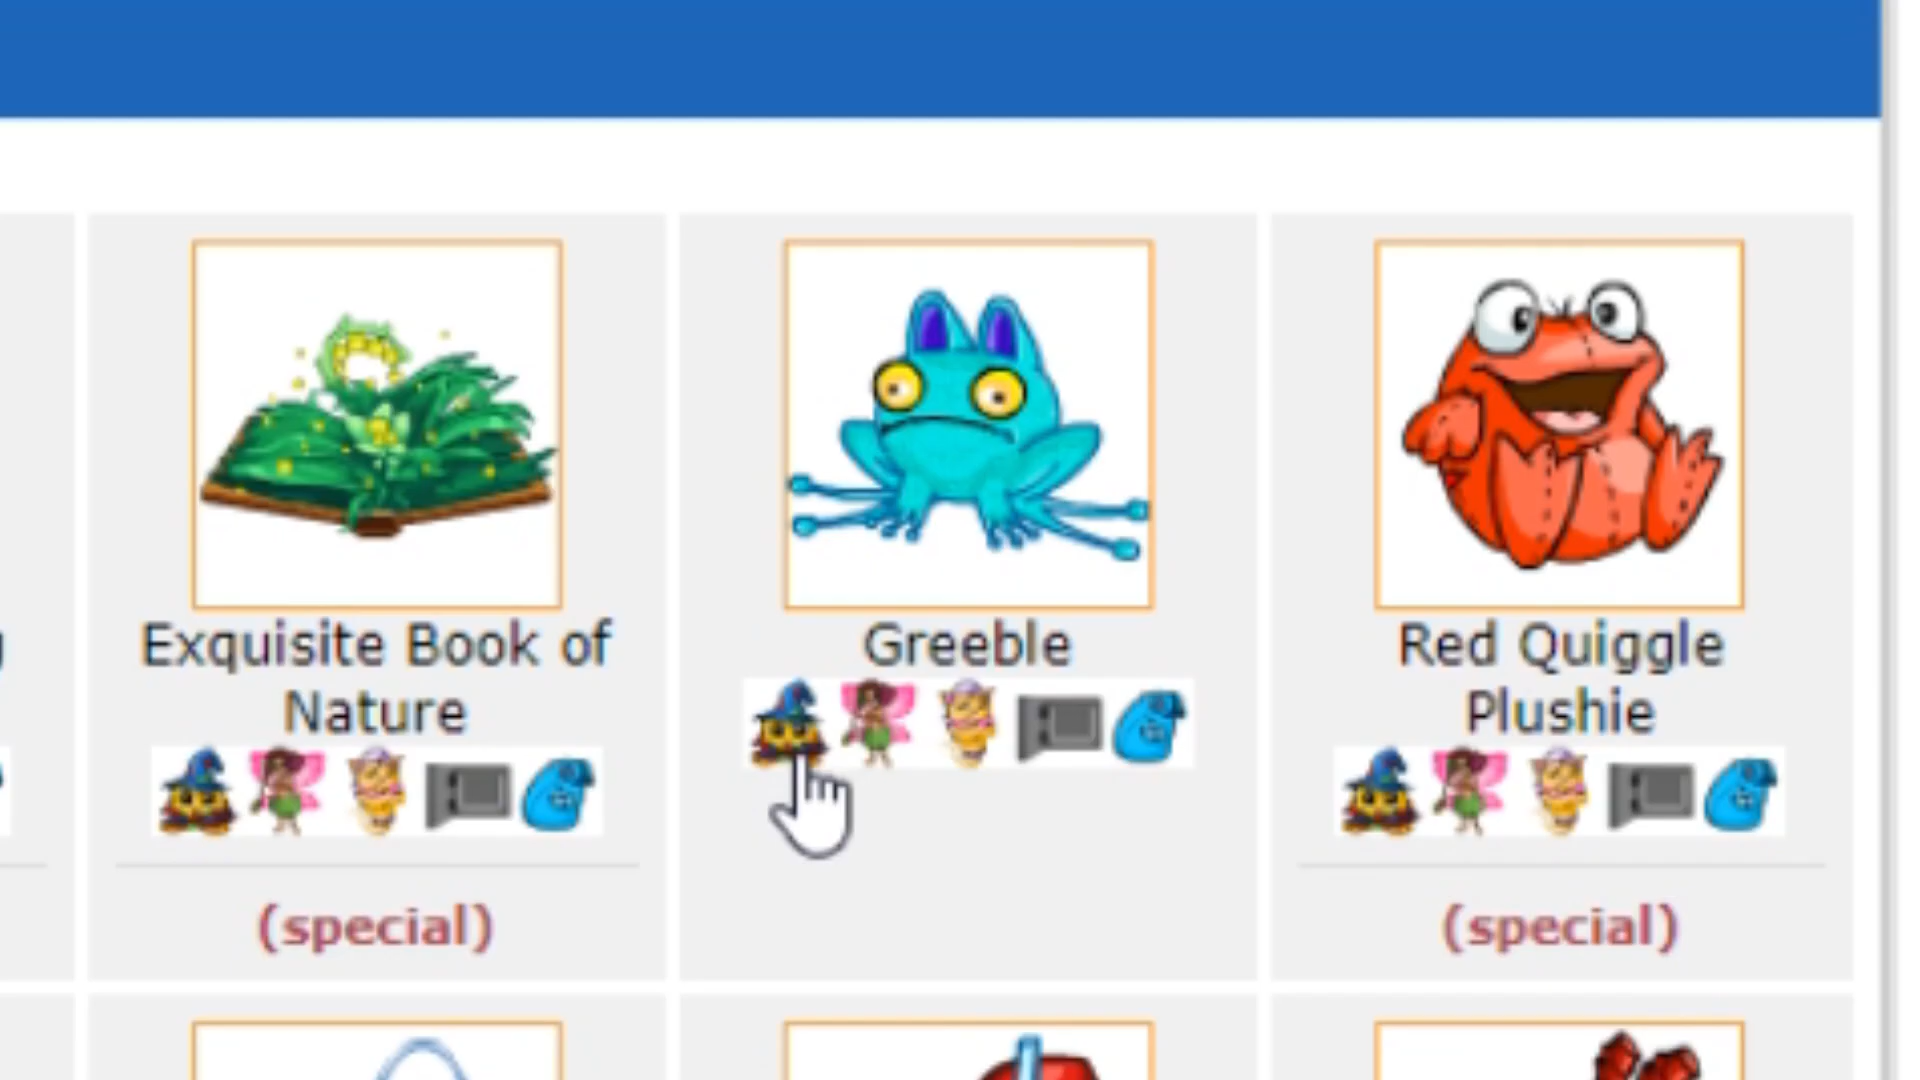 Exquisite Book of
Nature
(special)
Greeble
Red Quiggle
Plushie
(special)